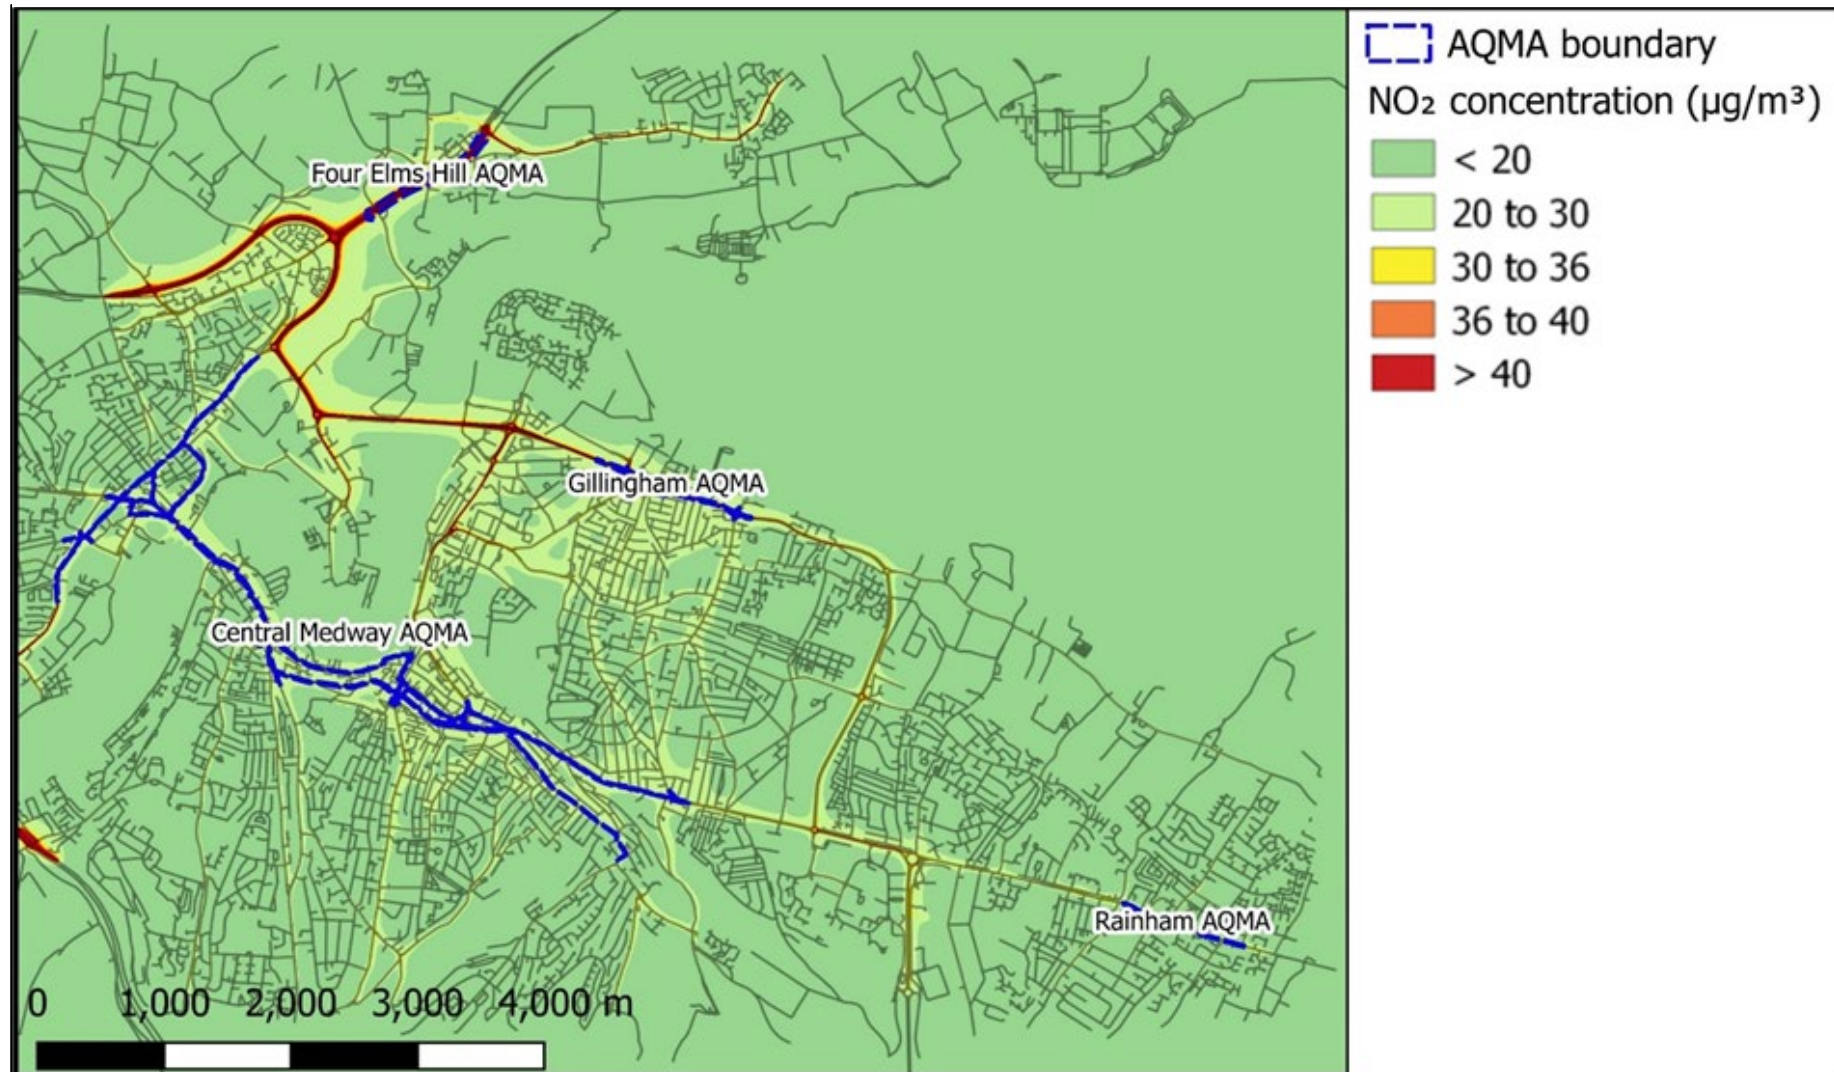 AQMA boundary
NO₂ concentration (µg/m³)
< 20
20 to 30
30 to 36
36 to 40
> 40
Four Elms Hill AQMA
Gillingham AQMA
Central Medway AQMA
Rainham AQMA
0 1,000 2,000 3,000 4,000 m